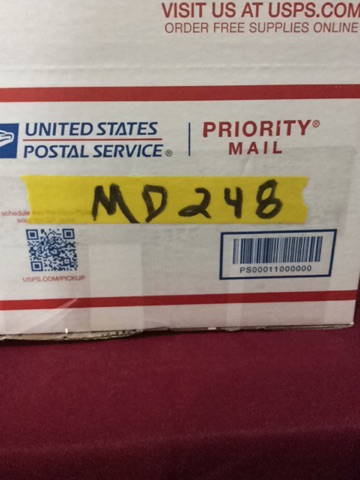 VISIT US AT USPS.COM
ORDER FREE SUPPLIES ONLINE
UNITED STATES POSTAL SERVICE®
PRIORITY® MAIL
MD248
schedule
USPS.COM/PICKUP
PS00011000000